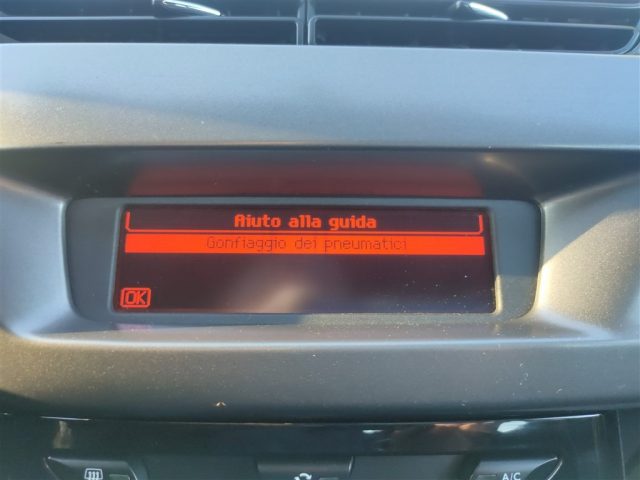 Aiuto alla guida
Gonfiaggio dei pneumatici
OK
A/C